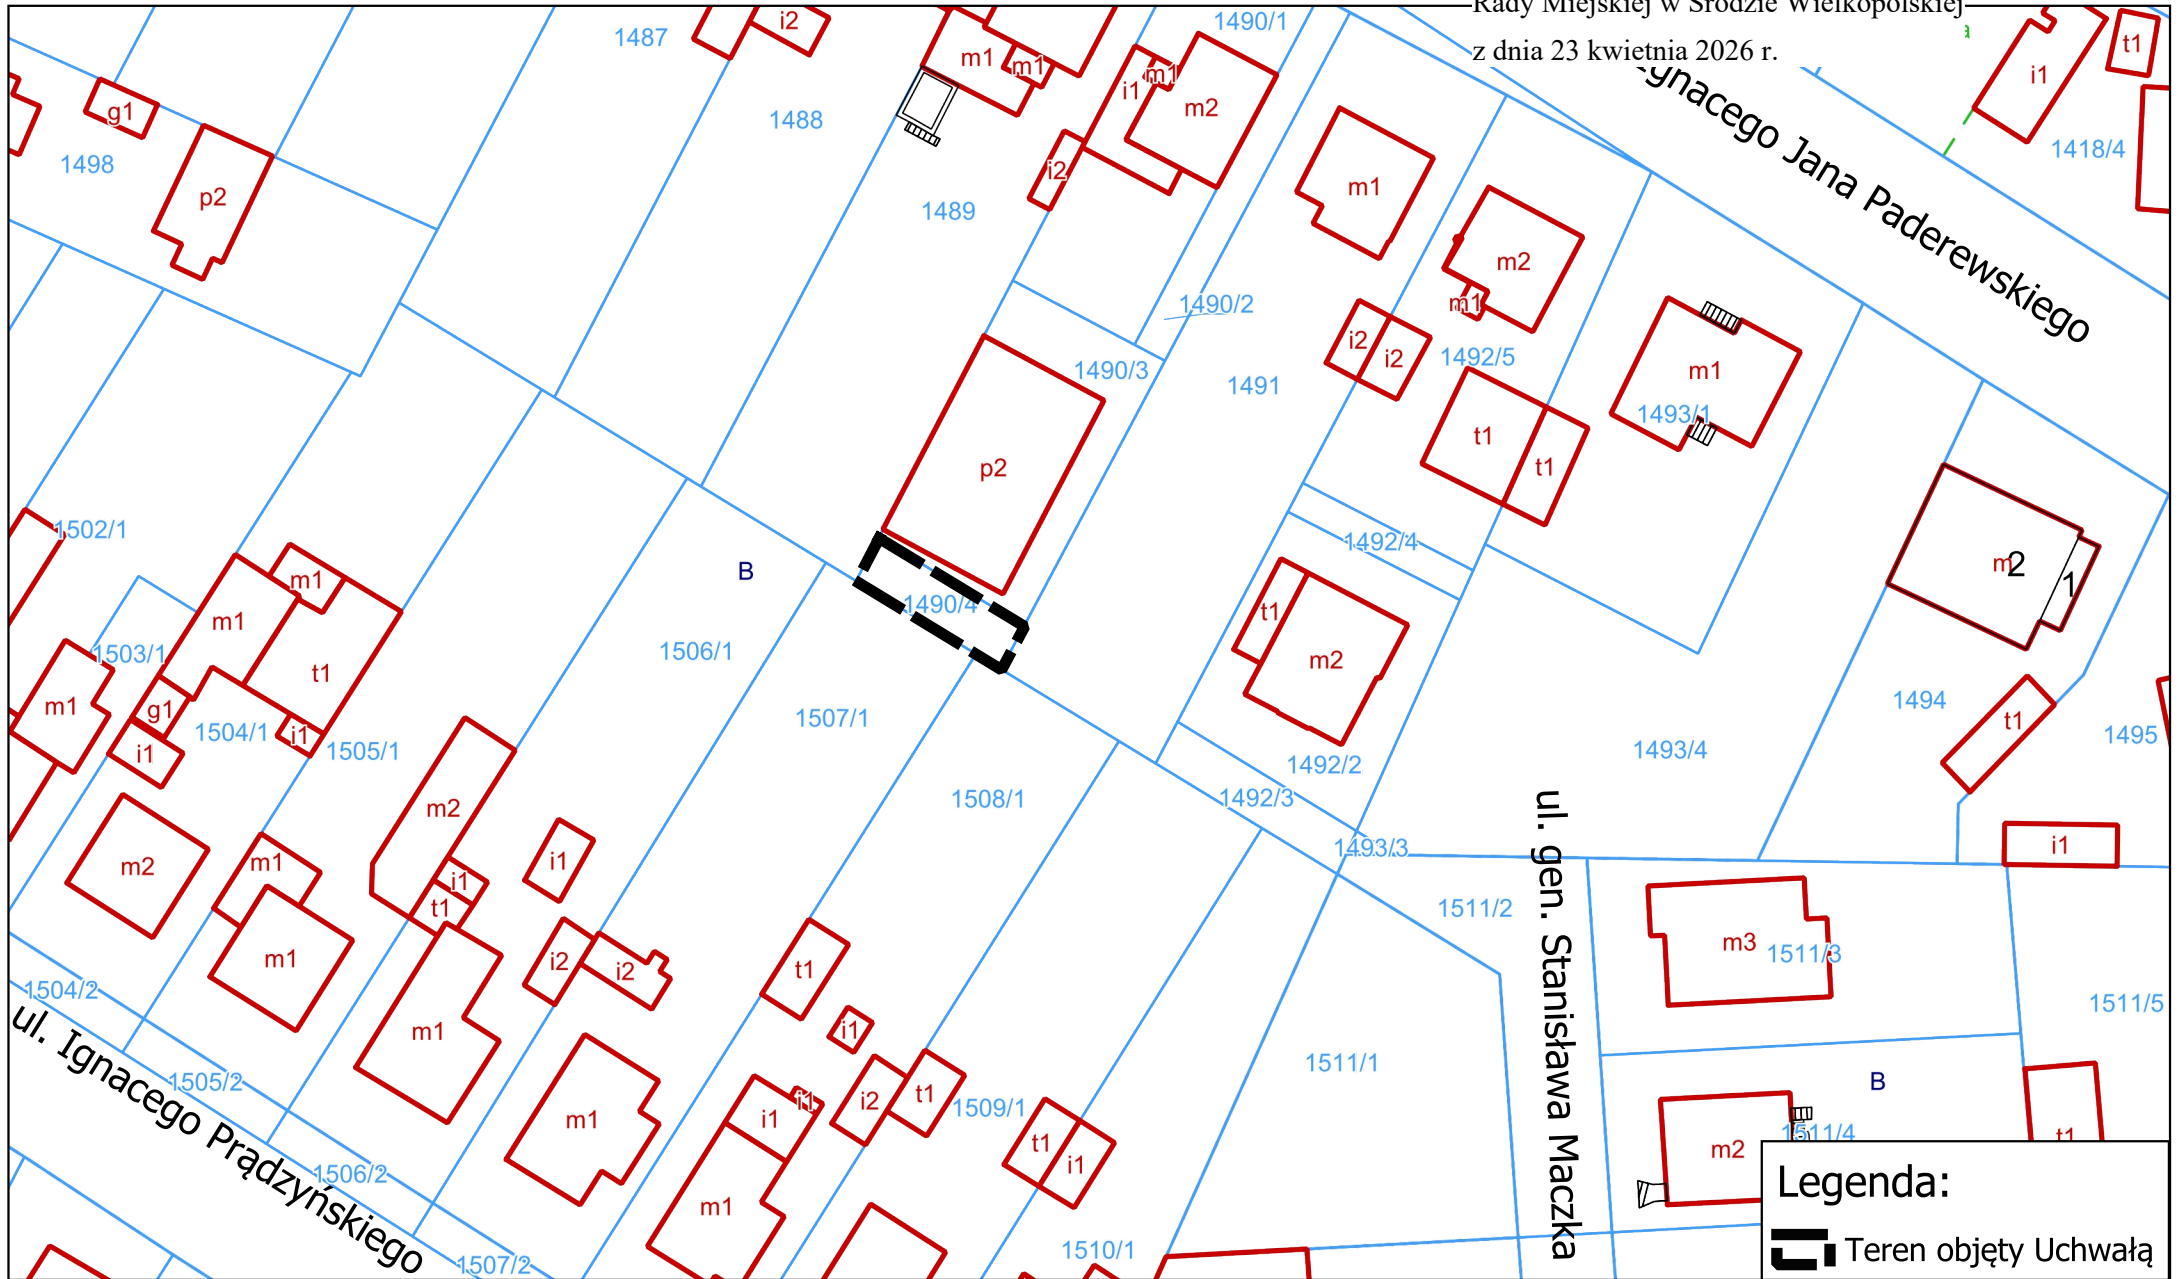 Rady Miejskiej w Środzie Wielkopolskiej
z dnia 23 kwietnia 2026 r.
1487
i2
m1
m1
1490/1
i1
t1
g1
1488
i1
m1
m2
1418/4
1498
p2
i2
m1
Ignacego Jana Paderewskiego
1489
m2
1490/2
m1
i2
i2
1492/5
m1
1490/3
1491
1493/1
t1
t1
p2
1502/1
1492/4
B
m2
1
m1
1490/4
t1
m1
1503/1
1506/1
m2
t1
m1
g1
1504/1
i1
1505/1
i1
1507/1
1494
t1
1495
1493/4
1492/2
1508/1
1492/3
m2
ul. gen. Stanisława Maczka
1493/3
i1
m2
m1
i1
i1
t1
1511/2
m3
1511/3
m1
i2
i2
t1
1504/2
1511/5
ul. Ignacego Prądzyńskiego
m1
i1
1511/1
1505/2
B
i2
t1
1509/1
i1
i1
m1
1511/4
t1
t1
i1
m2
1506/2
m1
1510/1
1507/2
Legenda:
Teren objęty Uchwałą